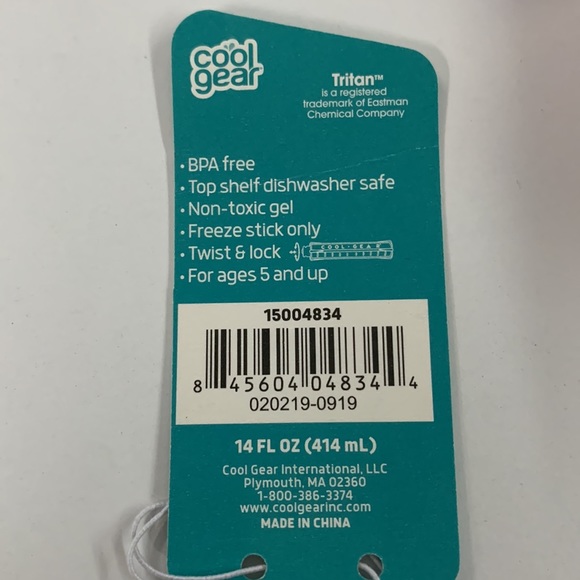 cool
gear
Tritan™
is a registered
trademark of Eastman
Chemical Company
• BPA free
• Top shelf dishwasher safe
• Non-toxic gel
• Freeze stick only
• Twist & lock COOL GEAR
• For ages 5 and up
15004834
8 45604 04834 4
020219-0919
14 FL OZ (414 mL)
Cool Gear International, LLC
Plymouth, MA 02360
1-800-386-3374
www.coolgearinc.com
MADE IN CHINA